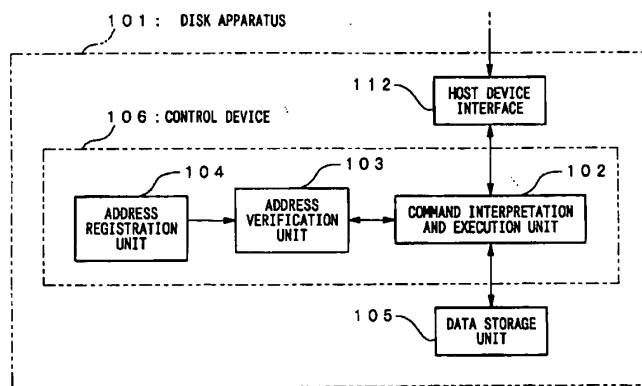 101: DISK APPARATUS
112
HOST DEVICE
INTERFACE
106: CONTROL DEVICE
104
103
102
ADDRESS
REGISTRATION
UNIT
ADDRESS
VERIFICATION
UNIT
COMMAND INTERPRETATION
AND EXECUTION UNIT
105
DATA STORAGE
UNIT